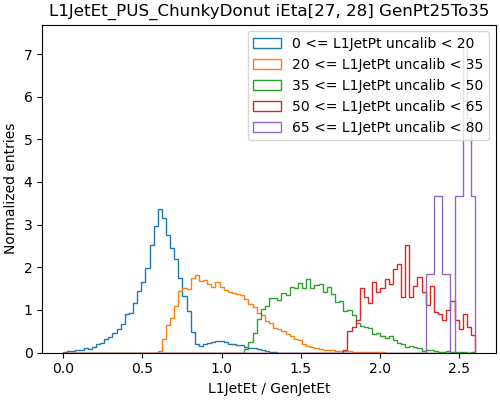 L1JetEt_PUS_ChunkyDonut iEta[27, 28] GenPt25To35
0 <= L1JetPt uncalib < 20
20 <= L1JetPt uncalib < 35
35 <= L1JetPt uncalib < 50
50 <= L1JetPt uncalib < 65
65 <= L1JetPt uncalib < 80
Normalized entries
7
6
5
4
3
2
1
0
0.0 0.5 1.0 1.5 2.0 2.5
L1JetEt / GenJetEt